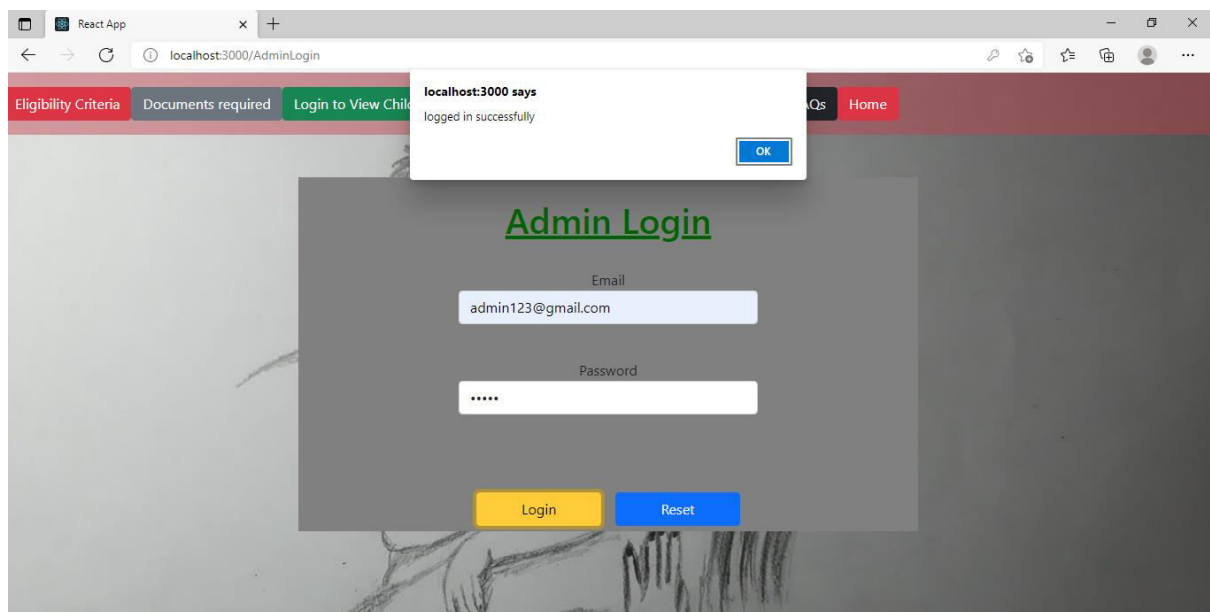 React App
localhost:3000/AdminLogin
Eligibility Criteria Documents required Login to View Chil AQs Home
localhost:3000 says
logged in successfully
OK
Admin Login
Email
admin123@gmail.com
Password
•••••
Login Reset